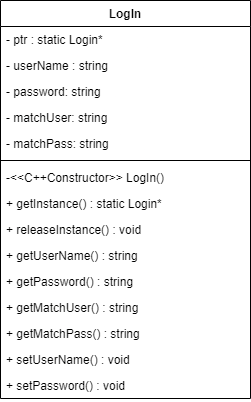 LogIn
- ptr : static Login*
- userName : string
- password: string
- matchUser: string
- matchPass: string
-<<C++Constructor>> LogIn()
+ getInstance() : static Login*
+ releaseInstance() : void
+ getUserName() : string
+ getPassword() : string
+ getMatchUser() : string
+ getMatchPass() : string
+ setUserName() : void
+ setPassword() : void